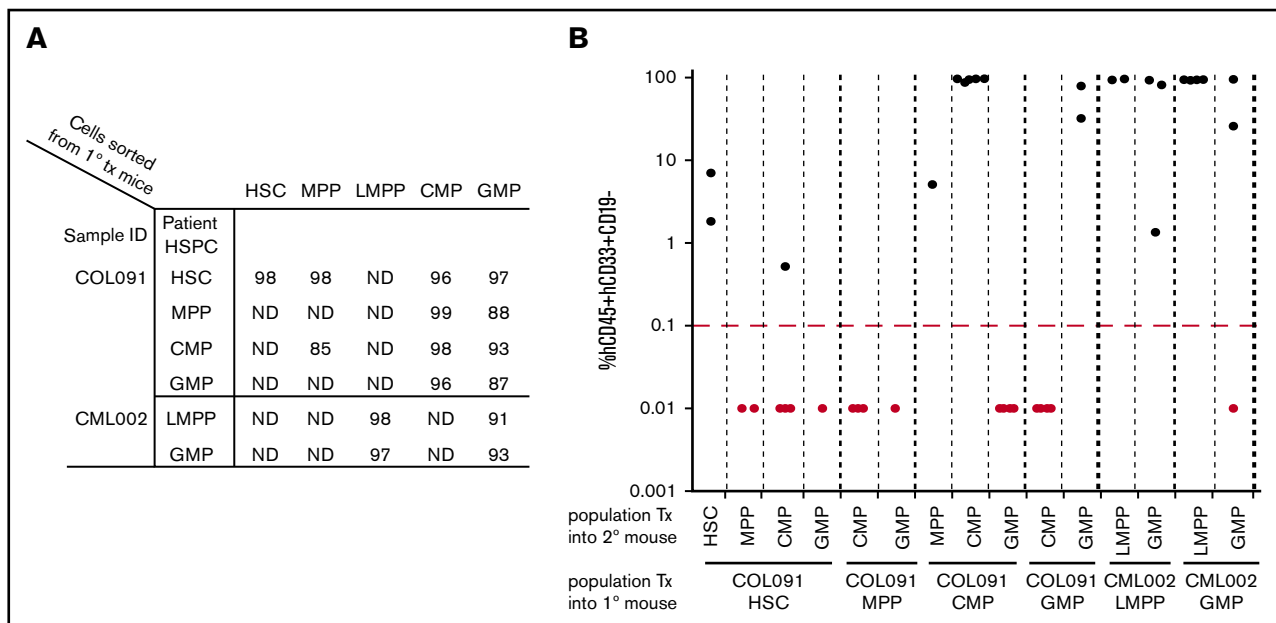 A
Cells sorted
from 1° tx mice
HSC MPP LMPP CMP GMP
Sample ID Patient
HSPC
COL091 HSC 98 98 ND 96 97
MPP ND ND ND 99 88
CMP ND 85 ND 98 93
GMP ND ND ND 96 87
CML002 LMPP ND ND 98 ND 91
GMP ND ND 97 ND 93
B
%hCD45+hCD33+CD19-
100
10
1
0.1
0.01
0.001
population Tx
into 2° mouse
HSC MPP CMP GMP CMP GMP MPP CMP GMP CMP GMP LMPP GMP LMPP GMP
population Tx
into 1° mouse
COL091 COL091 COL091 COL091 CML002 CML002
HSC MPP CMP GMP LMPP GMP